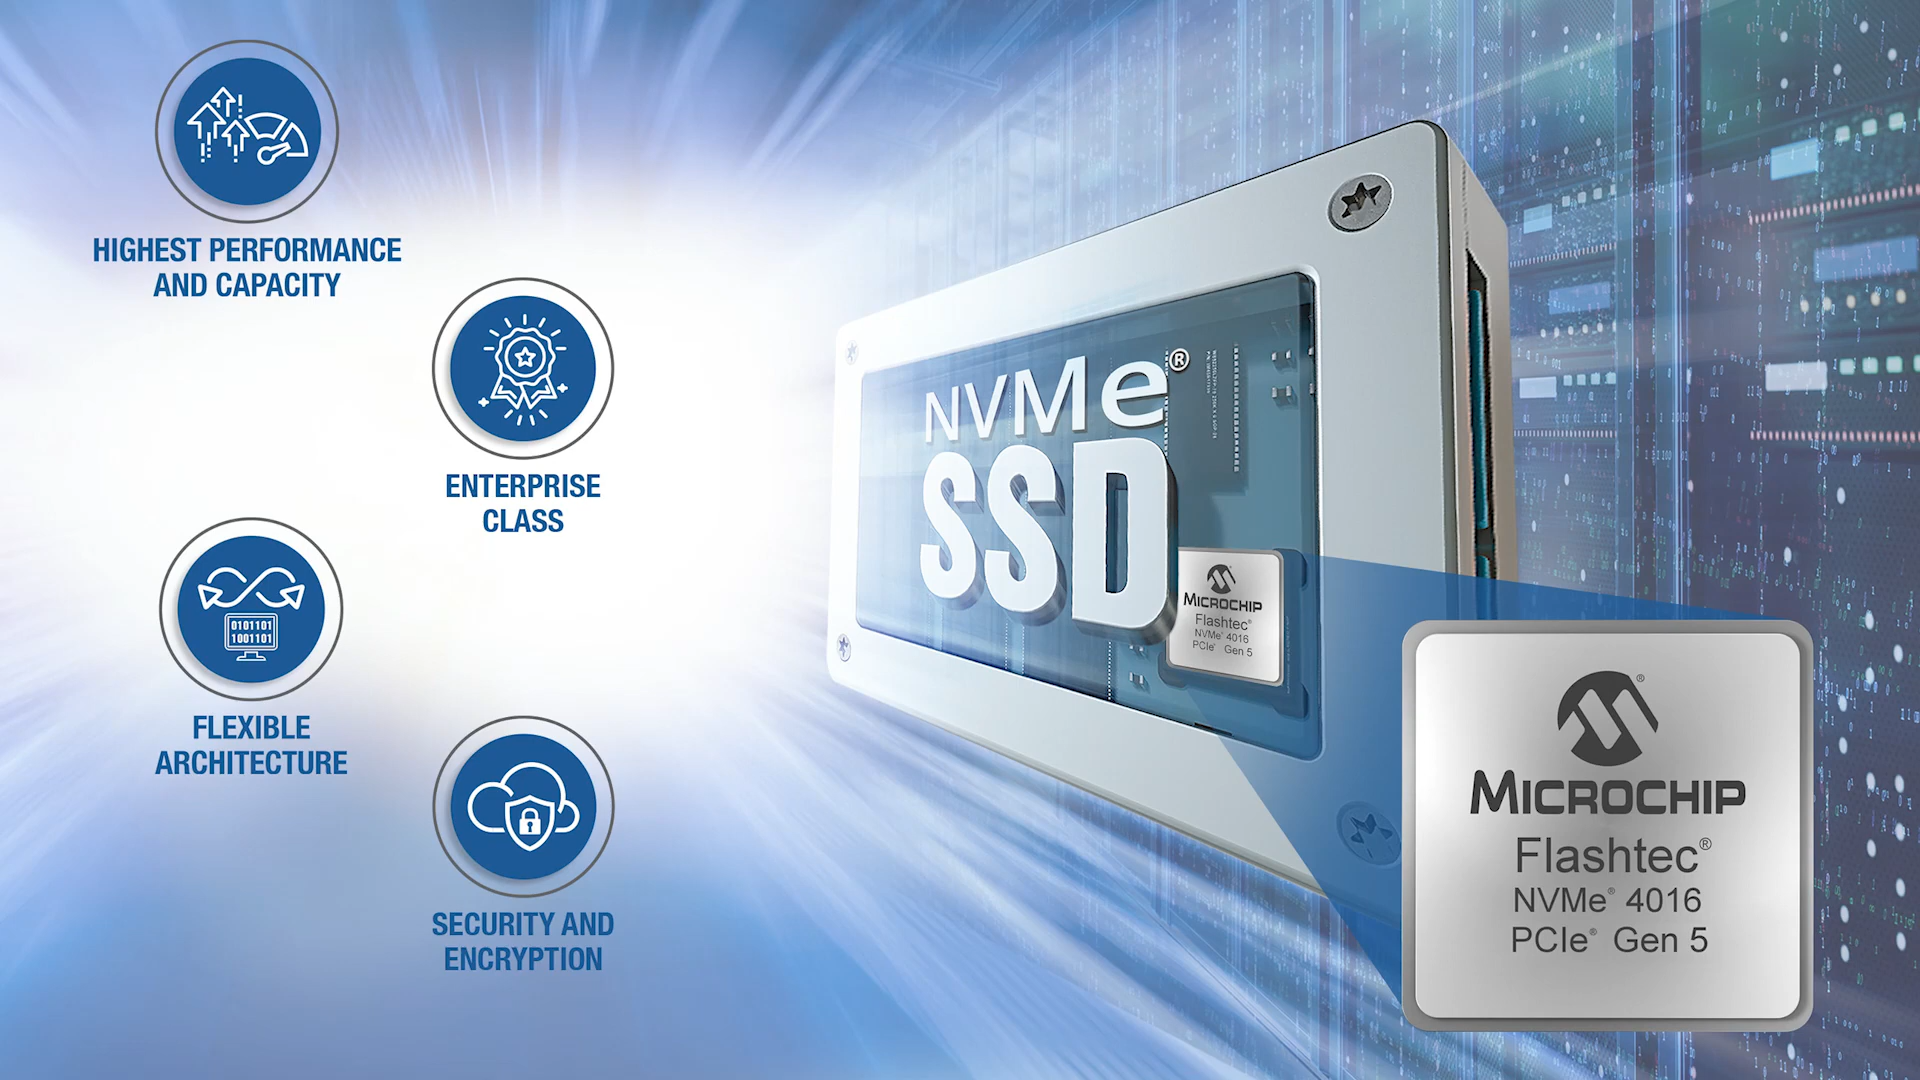 HIGHEST PERFORMANCE
AND CAPACITY
ENTERPRISE
CLASS
0101101
1001101
FLEXIBLE
ARCHITECTURE
SECURITY AND
ENCRYPTION
NVMe®
SSD
MICROCHIP
Flashtec®
NVMe® 4016
PCIe® Gen 5
MICROCHIP
Flashtec®
NVMe® 4016
PCIe® Gen 5